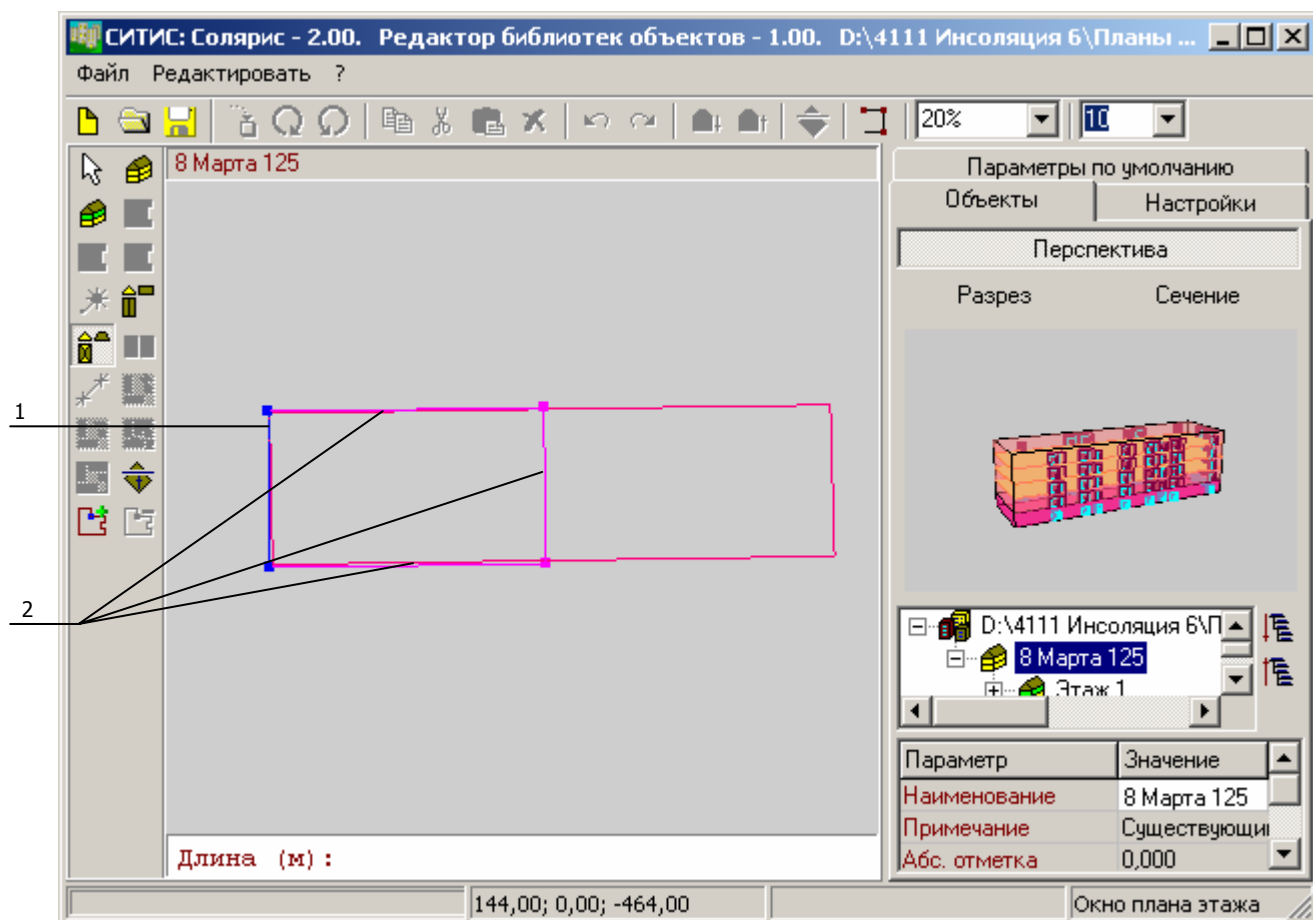 СИТИС: Солярис - 2.00. Редактор библиотек объектов - 1.00. D:\4111 Инсоляция 6\Планы ...
Файл Редактировать ?
20%
10
8 Марта 125
Параметры по умолчанию
Объекты
Настройки
Перспектива
Разрез
Сечение
1
2
D:\4111 Инсоляция 6\П
8 Марта 125
Этаж 1
Параметр Значение
Наименование 8 Марта 125
Примечание Существующи
Абс. отметка 0,000
Длина (м):
144,00; 0,00; -464,00
Окно плана этажа